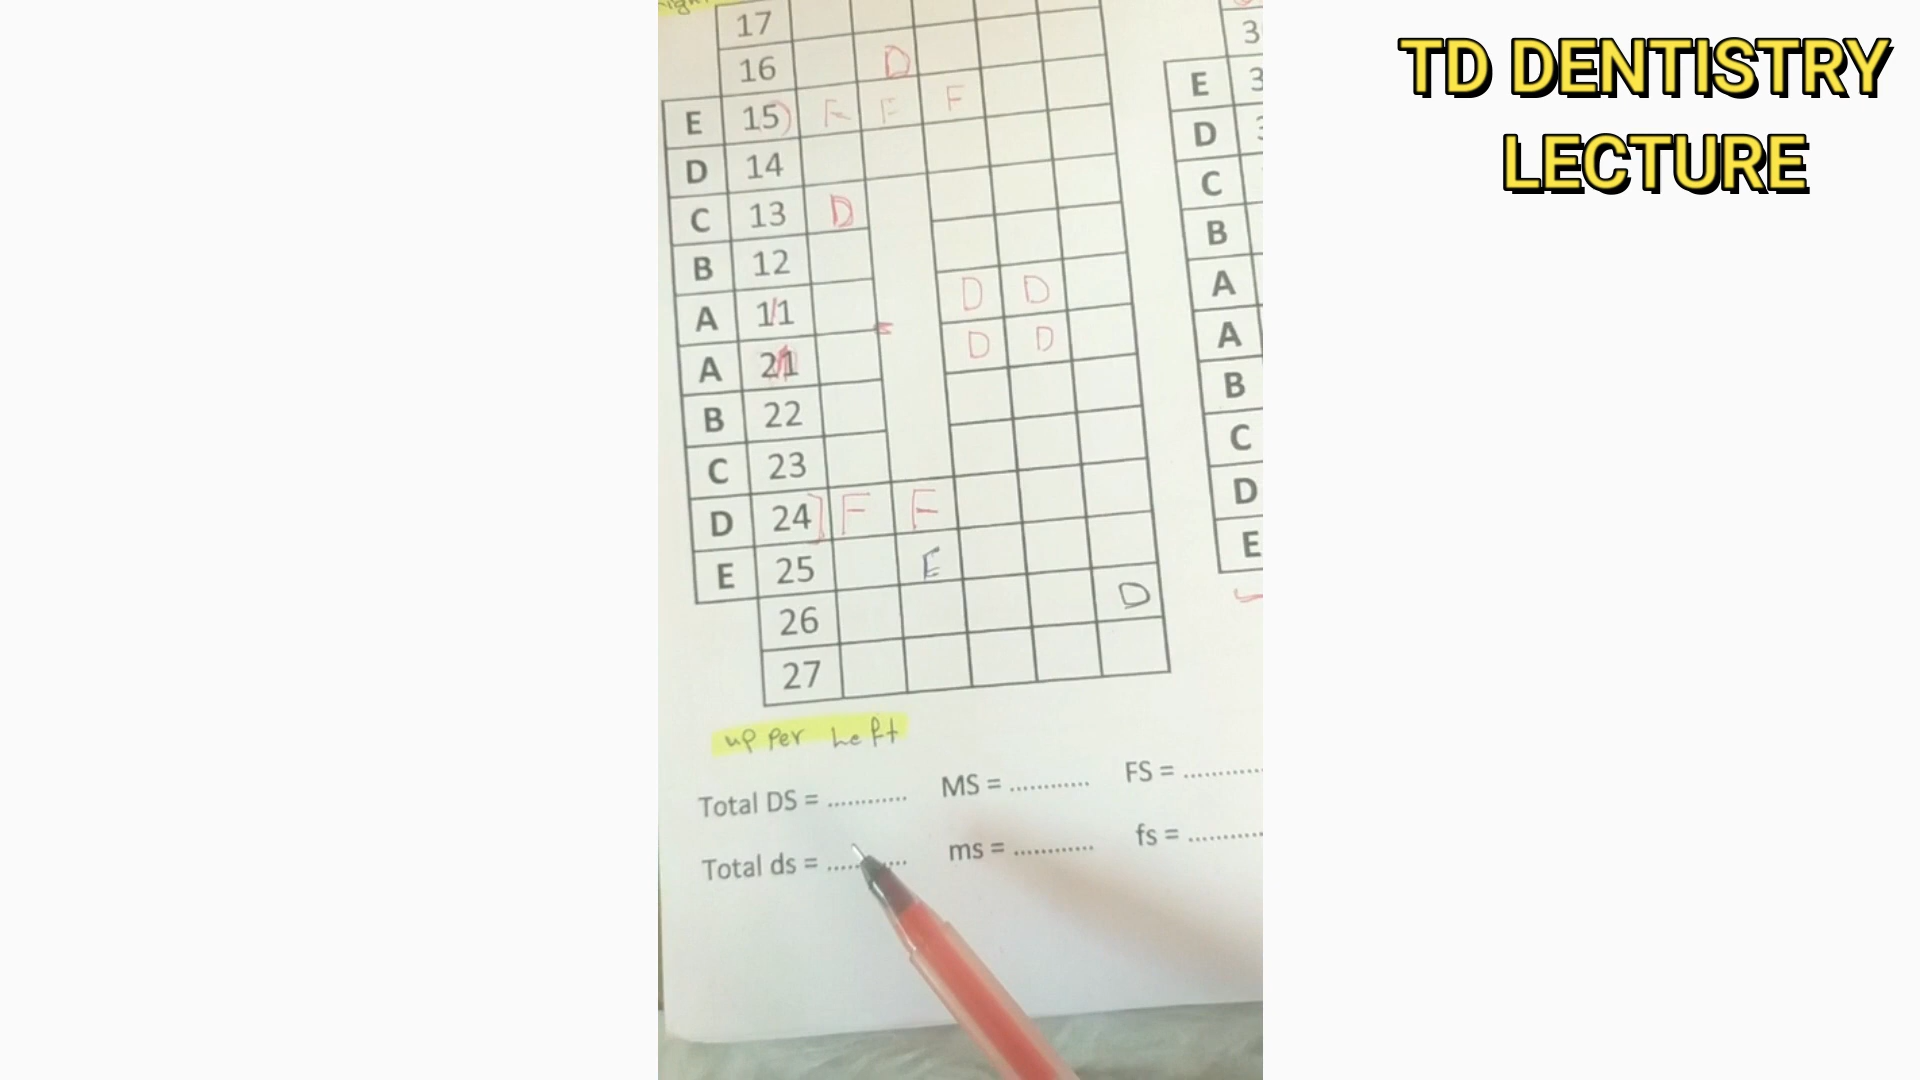 17
16 D
E 15) F F F
D 14
C 13 D
B 12
A 11 D D
A 21 D D
B 22
C 23
D 24] F F
E 25 E
26 D
27
E 3
D
C
B
A
A
B
C
D
E
upper left
Total DS = ............ MS = ............ FS = ............
Total ds = ............ ms = ............ fs = ............
TD DENTISTRY
LECTURE